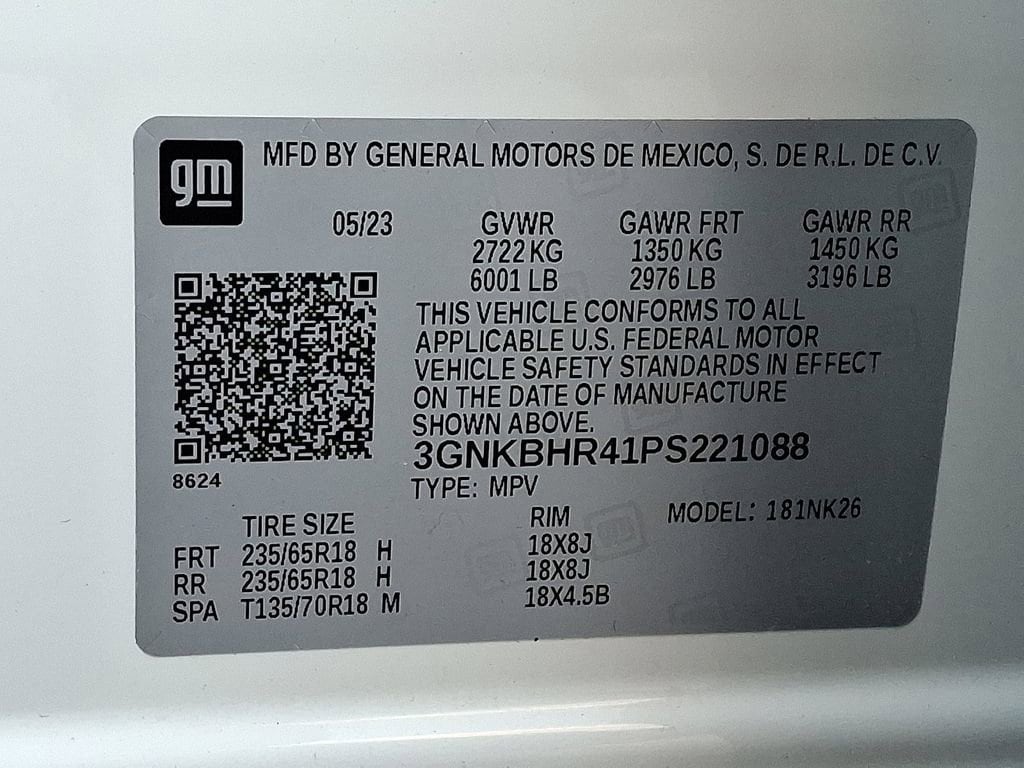 gm
MFD BY GENERAL MOTORS DE MEXICO, S. DE R.L. DE C.V.
05/23 GVWR GAWR FRT GAWR RR
2722 KG 1350 KG 1450 KG
6001 LB 2976 LB 3196 LB
THIS VEHICLE CONFORMS TO ALL
APPLICABLE U.S. FEDERAL MOTOR
VEHICLE SAFETY STANDARDS IN EFFECT
ON THE DATE OF MANUFACTURE
SHOWN ABOVE.
3GNKBHR41PS221088
8624
TYPE: MPV
TIRE SIZE RIM MODEL: 181NK26
FRT 235/65R18 H 18X8J
RR 235/65R18 H 18X8J
SPA T135/70R18 M 18X4.5B